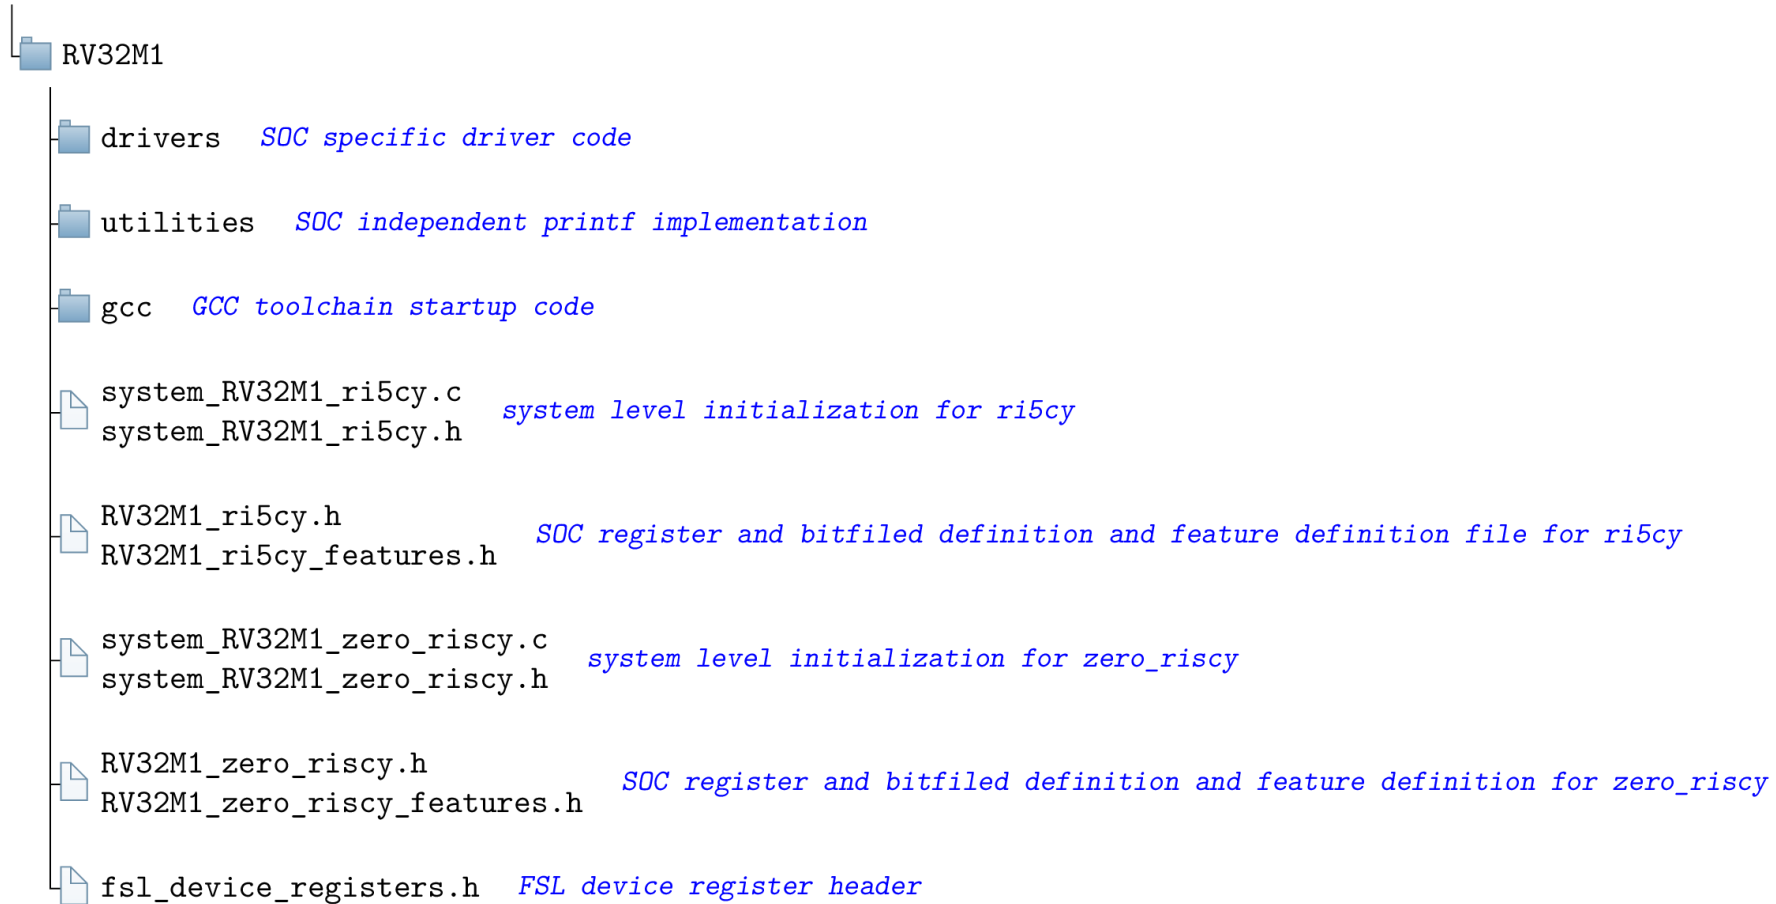 RV32M1
drivers SOC specific driver code
utilities SOC independent printf implementation
gcc GCC toolchain startup code
system_RV32M1_ri5cy.c
system_RV32M1_ri5cy.h
system level initialization for ri5cy
RV32M1_ri5cy.h
RV32M1_ri5cy_features.h
SOC register and bitfiled definition and feature definition file for ri5cy
system_RV32M1_zero_riscy.c
system_RV32M1_zero_riscy.h
system level initialization for zero_riscy
RV32M1_zero_riscy.h
RV32M1_zero_riscy_features.h
SOC register and bitfiled definition and feature definition for zero_riscy
fsl_device_registers.h FSL device register header